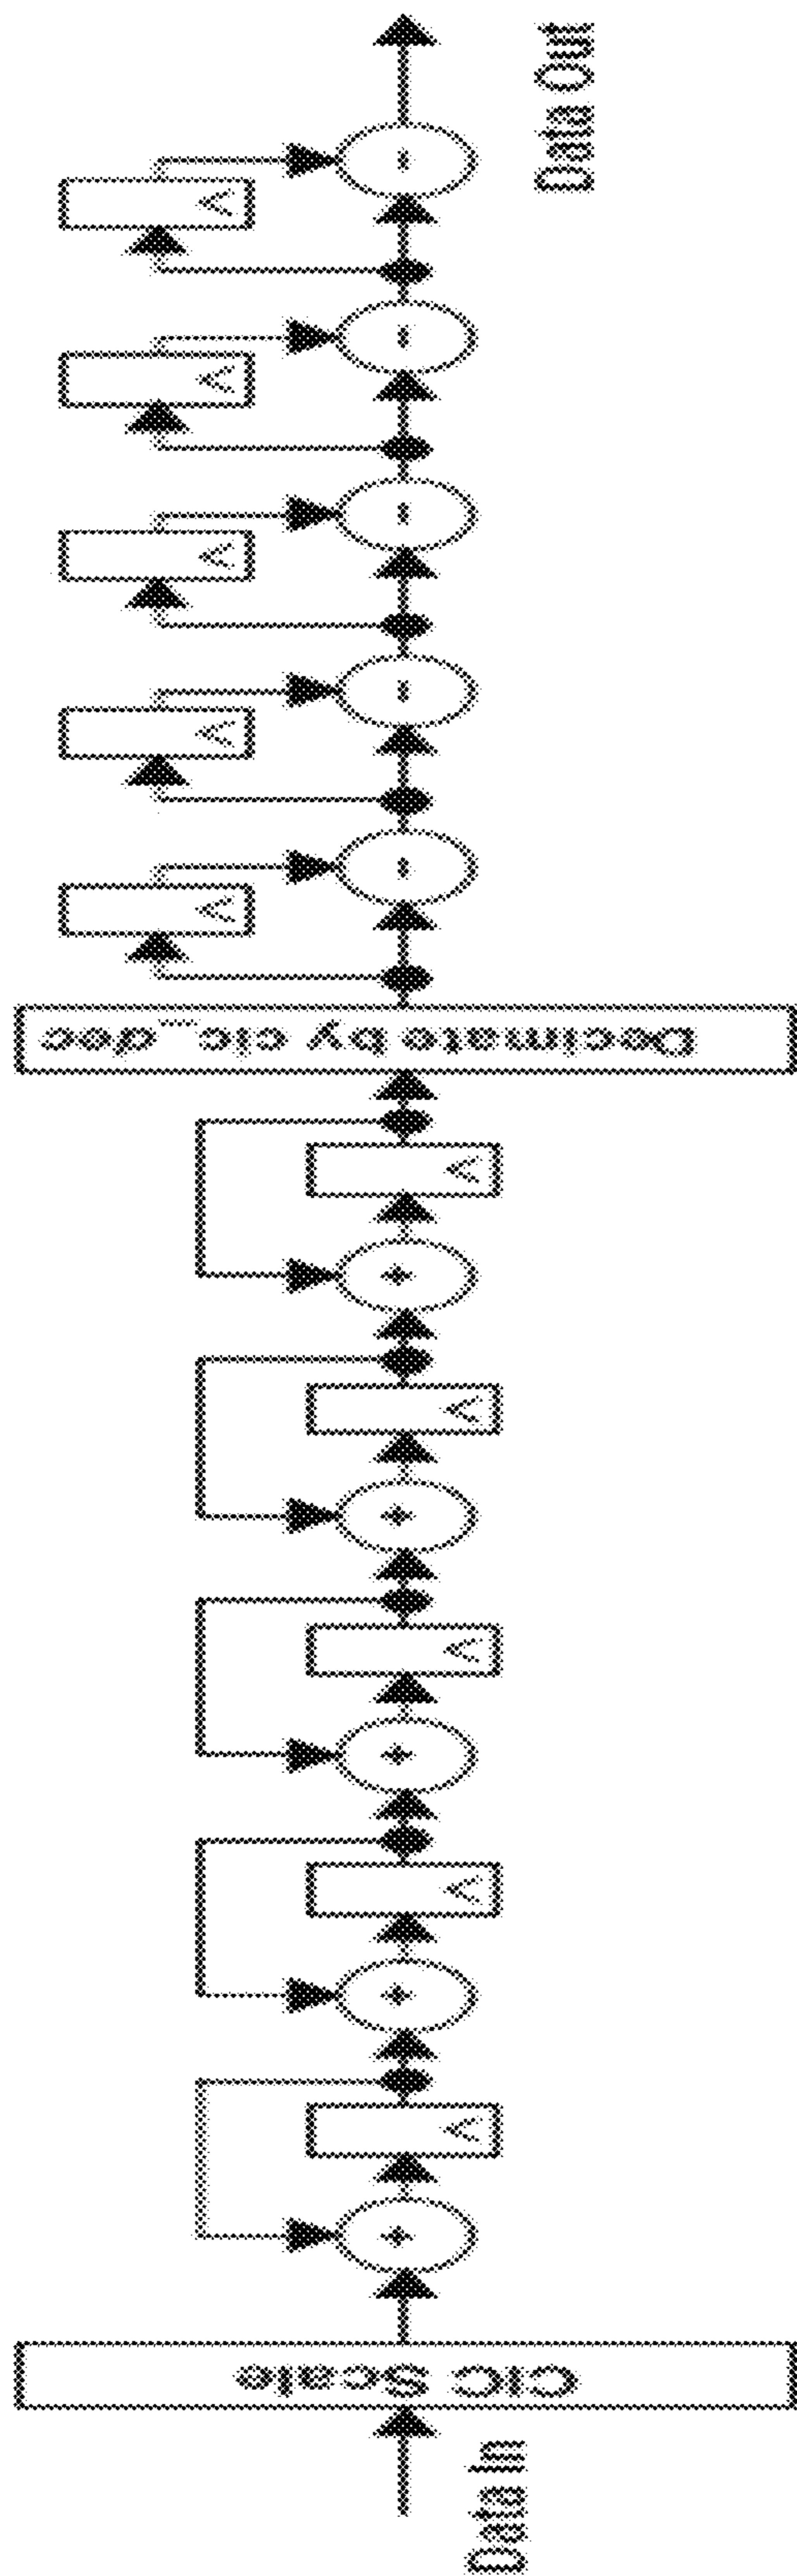 Data In
CIC Scale
+
+
+
+
+
Decimate by cic_dec
-
-
-
-
-
Data Out